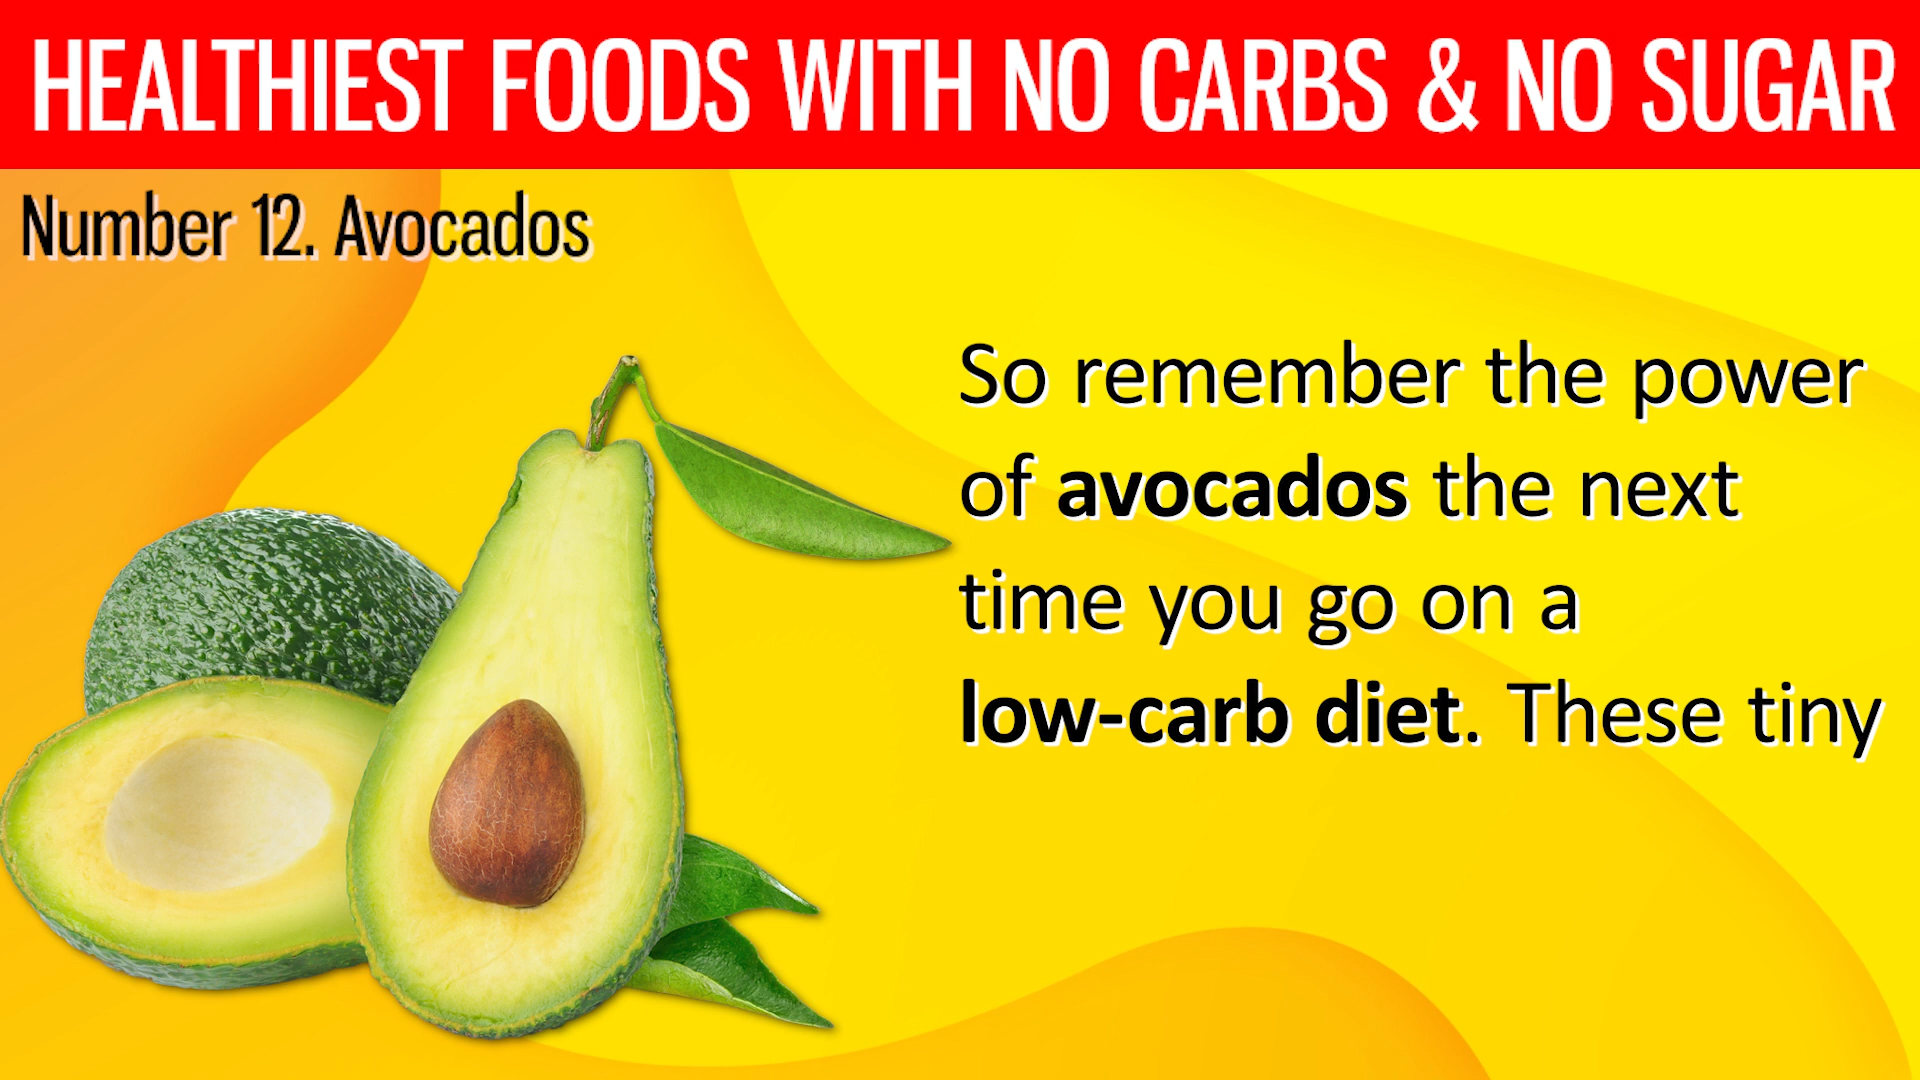 HEALTHIEST FOODS WITH NO CARBS & NO SUGAR
Number 12. Avocados
So remember the power
of avocados the next
time you go on a
low-carb diet. These tiny